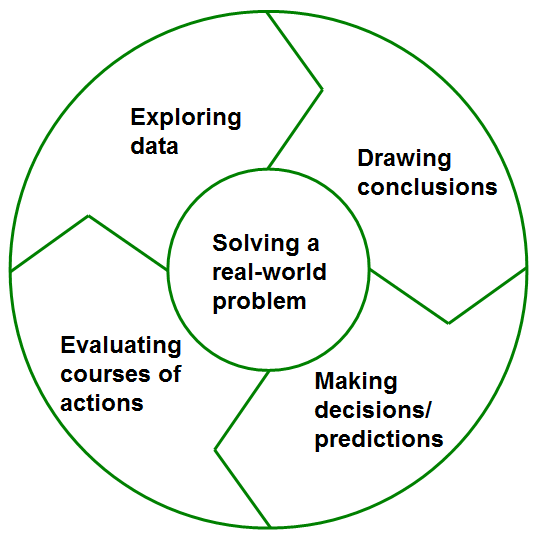 Exploring
data
Drawing
conclusions
Solving a
real-world
problem
Evaluating
courses of
actions
Making
decisions/
predictions